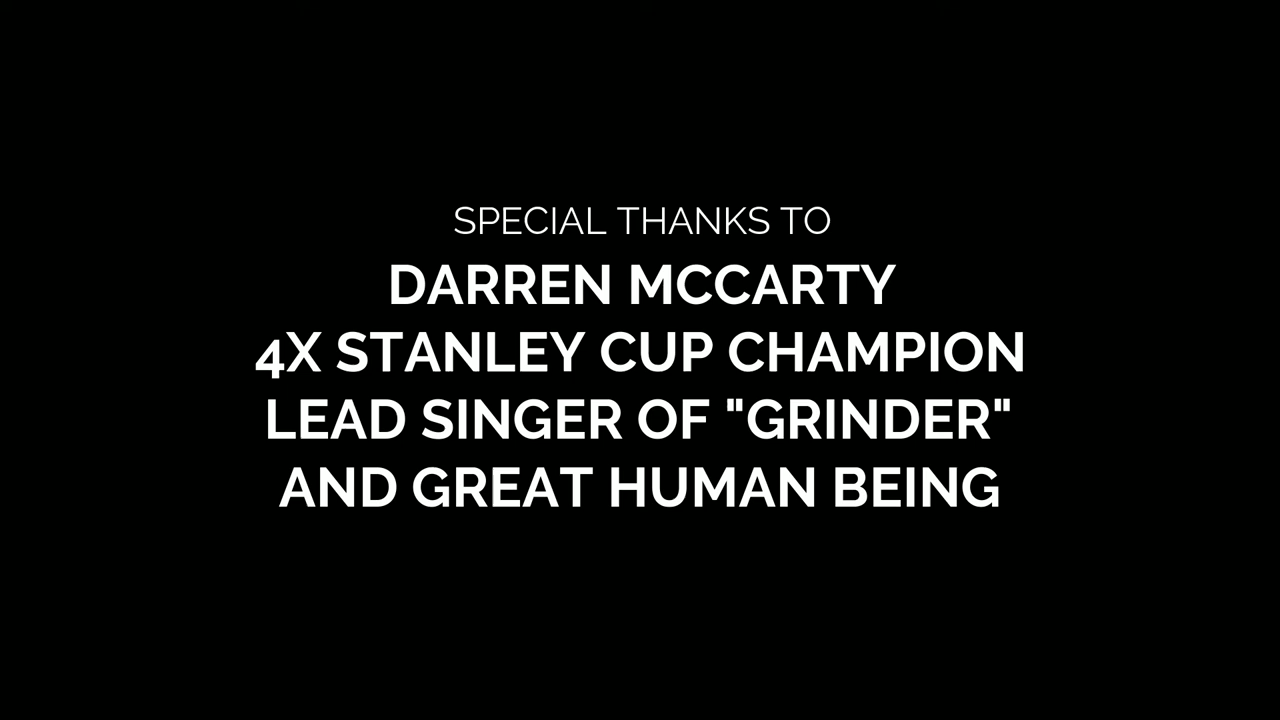 SPECIAL THANKS TO
DARREN MCCARTY
4X STANLEY CUP CHAMPION
LEAD SINGER OF "GRINDER"
AND GREAT HUMAN BEING